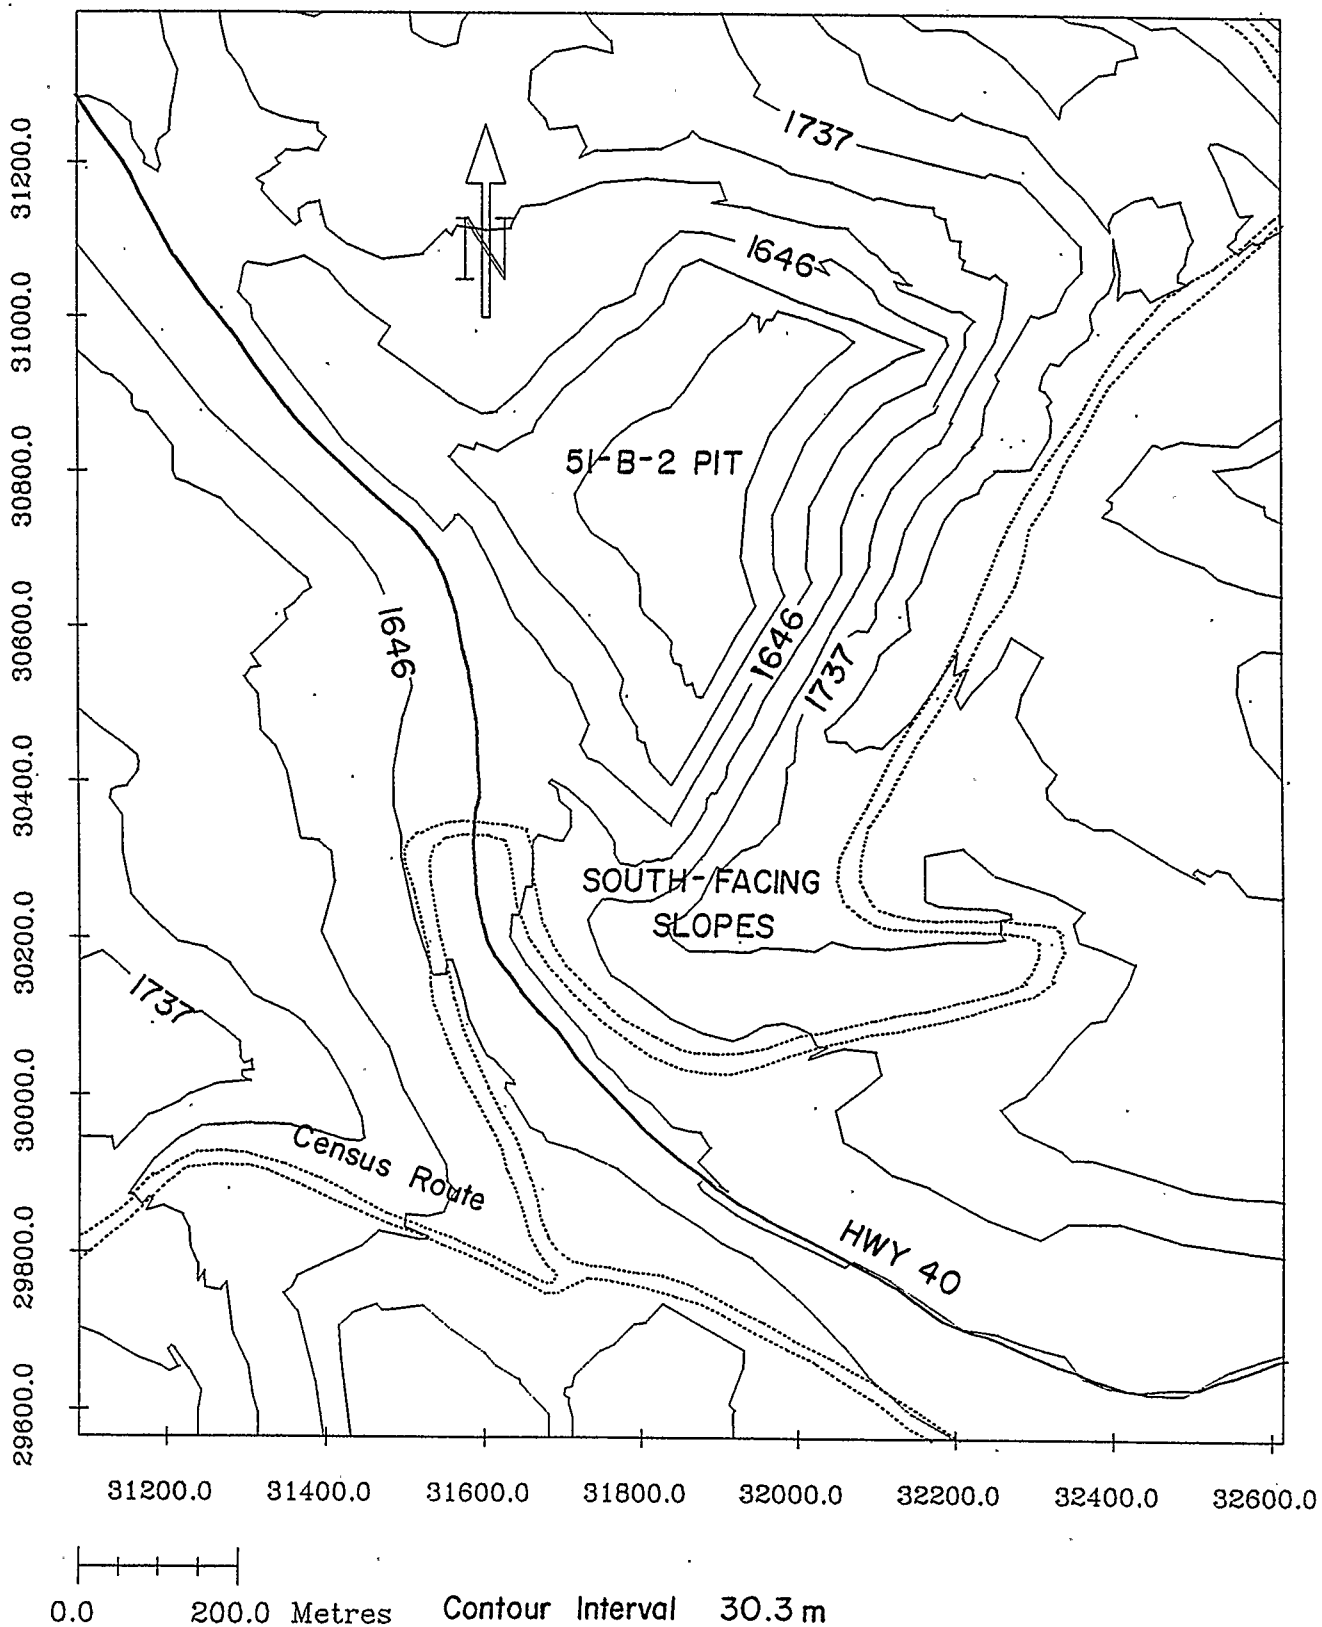 1737
31200.0
N
1646
31000.0
51-B-2 PIT
30800.0
30600.0
1646
1646
1737
30400.0
SOUTH-FACING
SLOPES
30200.0
1737
30000.0
Census Route
29800.0
HWY 40
29600.0
31200.0 31400.0 31600.0 31800.0 32000.0 32200.0 32400.0 32600.0
0.0 200.0 Metres Contour Interval 30.3 m